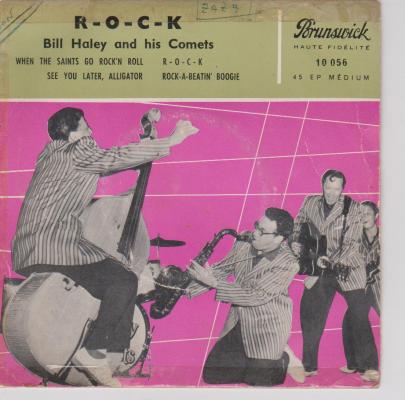 R-O-C-K
Bill Haley and his Comets
WHEN THE SAINTS GO ROCK'N ROLL R-O-C-K
SEE YOU LATER, ALLIGATOR ROCK-A-BEATIN' BOOGIE
Brunswick
HAUTE FIDÉLITÉ
10 056
45 EP MÉDIUM